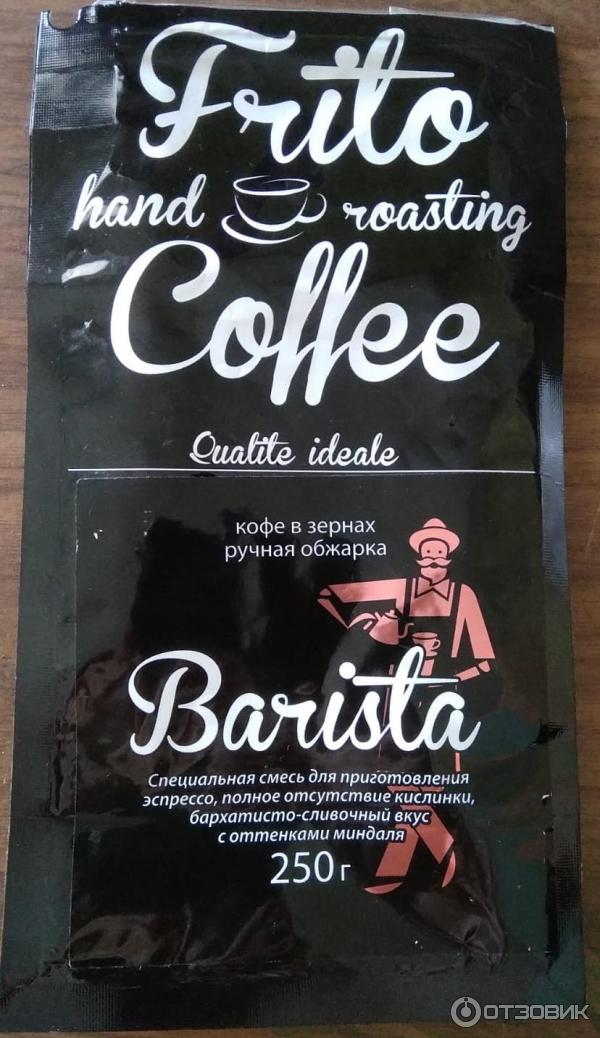 Frito
hand roasting
Coffee
Qualite ideale
кофе в зернах
ручная обжарка
Barista
Специальная смесь для приготовления
эспрессо, полное отсутствие кислинки,
бархатисто-сливочный вкус
с оттенками миндаля
250 г
ОТЗОВИК